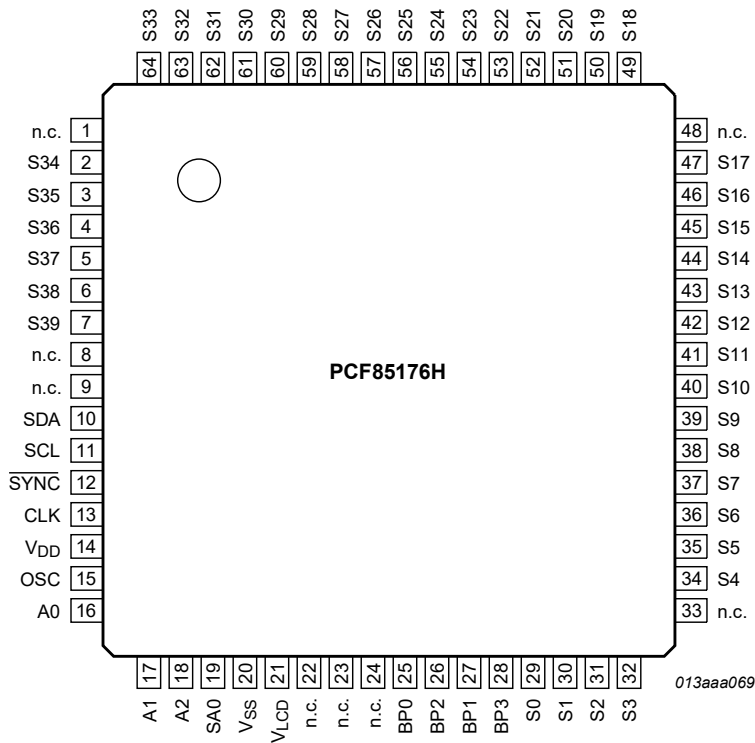 S33 S32 S31 S30 S29 S28 S27 S26 S25 S24 S23 S22 S21 S20 S19 S18
64 63 62 61 60 59 58 57 56 55 54 53 52 51 50 49
n.c. 1 48 n.c.
S34 2 47 S17
S35 3 46 S16
S36 4 45 S15
S37 5 44 S14
S38 6 43 S13
S39 7 42 S12
n.c. 8 41 S11
PCF85176H
n.c. 9 40 S10
SDA 10 39 S9
SCL 11 38 S8
SYNC 12 37 S7
CLK 13 36 S6
VDD 14 35 S5
OSC 15 34 S4
A0 16 33 n.c.
17 18 19 20 21 22 23 24 25 26 27 28 29 30 31 32
A1 A2 SA0 VSS VLCD n.c. n.c. n.c. BP0 BP2 BP1 BP3 S0 S1 S2 S3
013aaa069